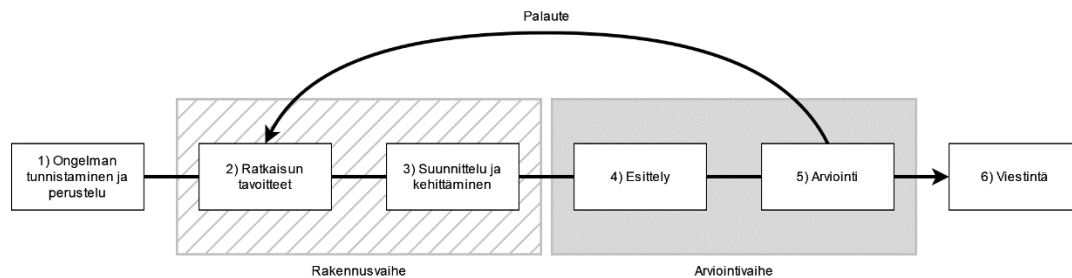 Palaute
1) Ongelman
tunnistaminen ja
perustelu
2) Ratkaisun
tavoitteet
3) Suunnittelu ja
kehittäminen
4) Esittely
5) Arviointi
6) Viestintä
Rakennusvaihe
Arviointivaihe